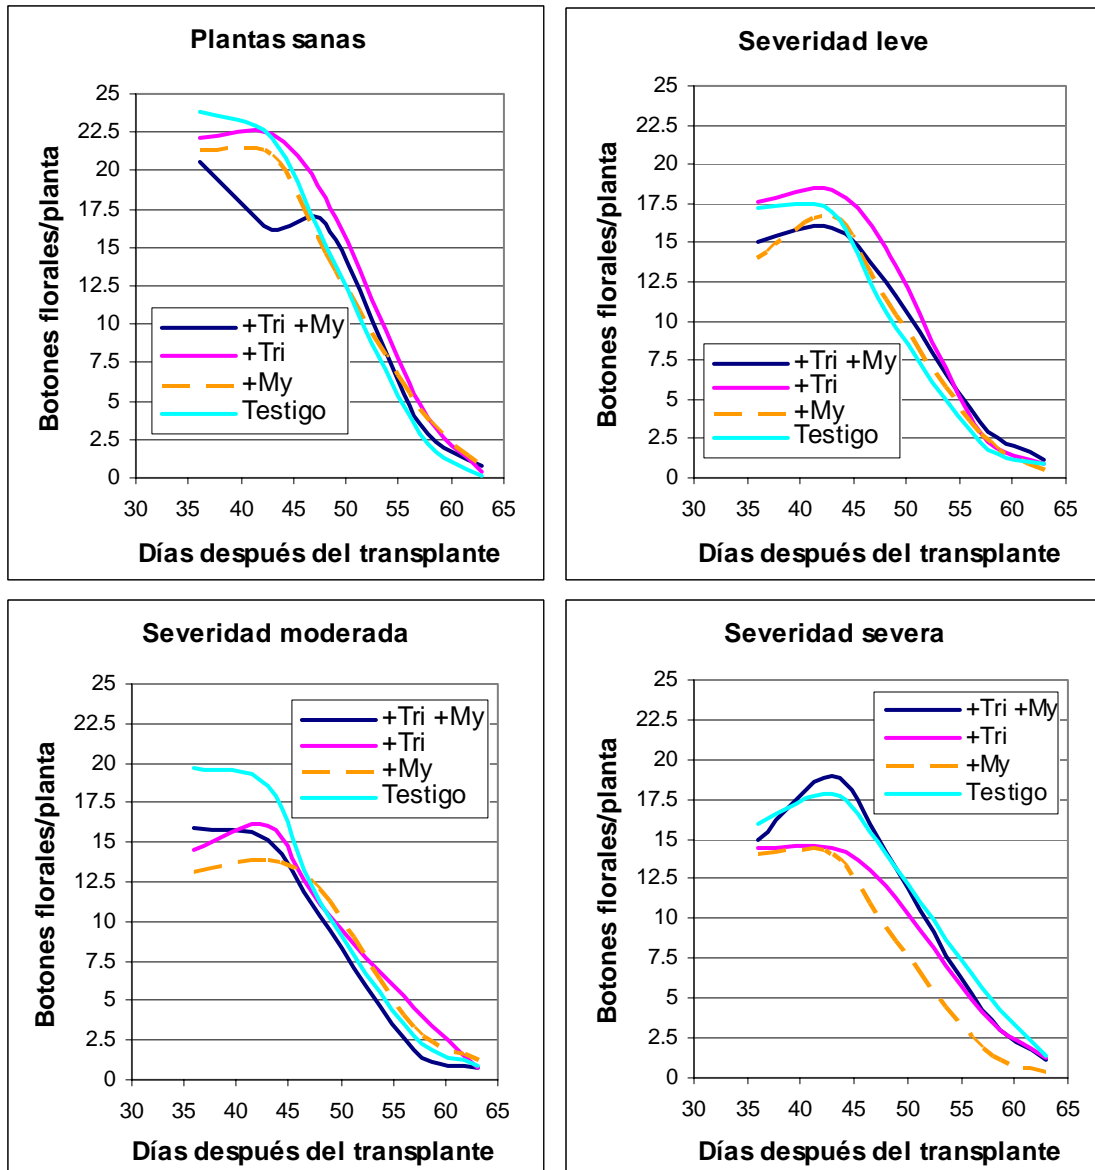 Plantas sanas
Botones florales/planta
25
22.5
20
17.5
15
12.5
10
7.5
5
2.5
0
+Tri +My
+Tri
+My
Testigo
30 35 40 45 50 55 60 65
Días después del transplante
Severidad leve
Botones florales/planta
25
22.5
20
17.5
15
12.5
10
7.5
5
2.5
0
+Tri +My
+Tri
+My
Testigo
30 35 40 45 50 55 60 65
Días después del transplante
Severidad moderada
Botones florales/planta
25
22.5
20
17.5
15
12.5
10
7.5
5
2.5
0
+Tri +My
+Tri
+My
Testigo
30 35 40 45 50 55 60 65
Días después del transplante
Severidad severa
Botones florales/planta
25
22.5
20
17.5
15
12.5
10
7.5
5
2.5
0
+Tri +My
+Tri
+My
Testigo
30 35 40 45 50 55 60 65
Días después del transplante